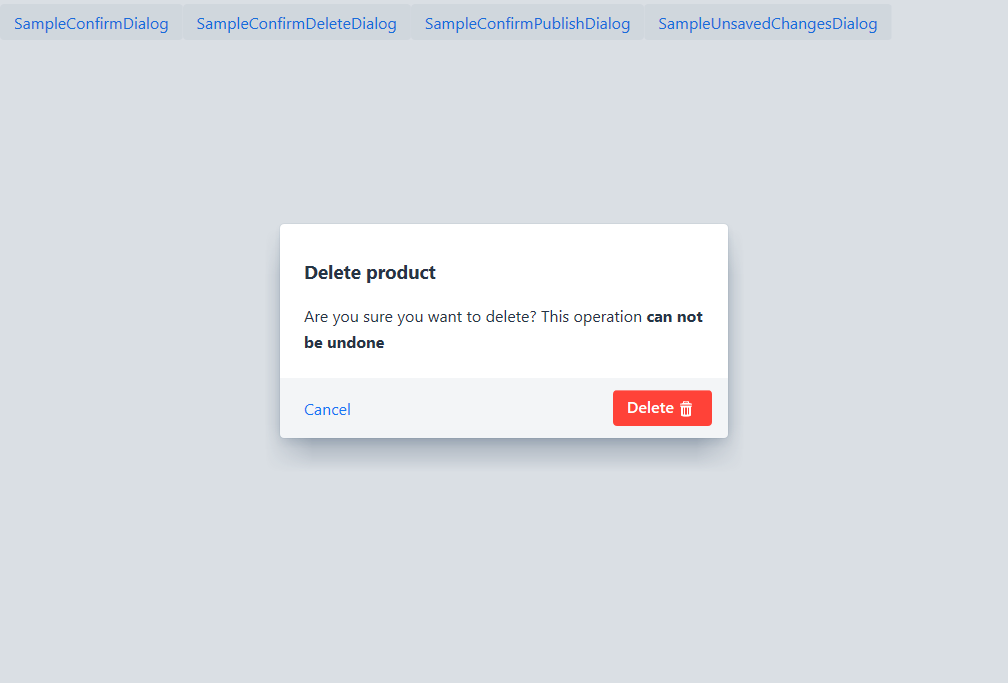 SampleConfirmDialog SampleConfirmDeleteDialog SampleConfirmPublishDialog SampleUnsavedChangesDialog
Delete product
Are you sure you want to delete? This operation can not
be undone
Cancel Delete